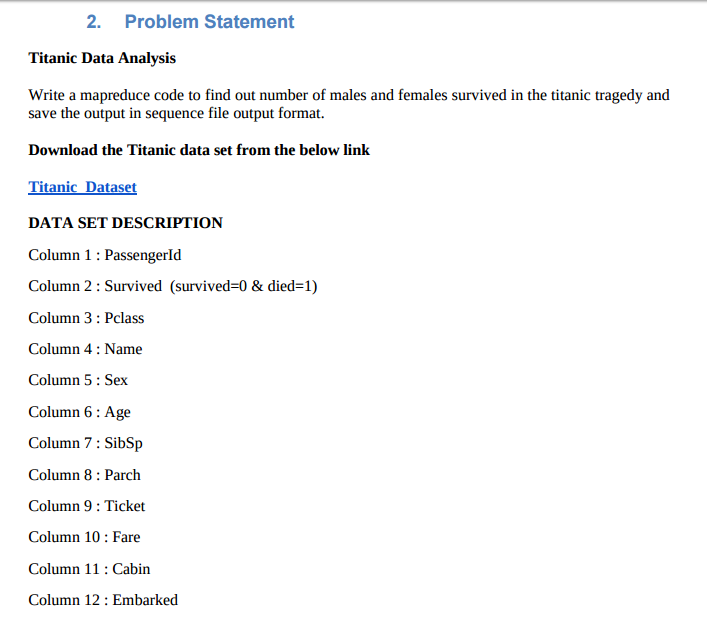 2. Problem Statement
Titanic Data Analysis
Write a mapreduce code to find out number of males and females survived in the titanic tragedy and
save the output in sequence file output format.
Download the Titanic data set from the below link
Titanic Dataset
DATA SET DESCRIPTION
Column 1 : PassengerId
Column 2 : Survived (survived=0 & died=1)
Column 3 : Pclass
Column 4 : Name
Column 5 : Sex
Column 6 : Age
Column 7 : SibSp
Column 8 : Parch
Column 9 : Ticket
Column 10 : Fare
Column 11 : Cabin
Column 12 : Embarked